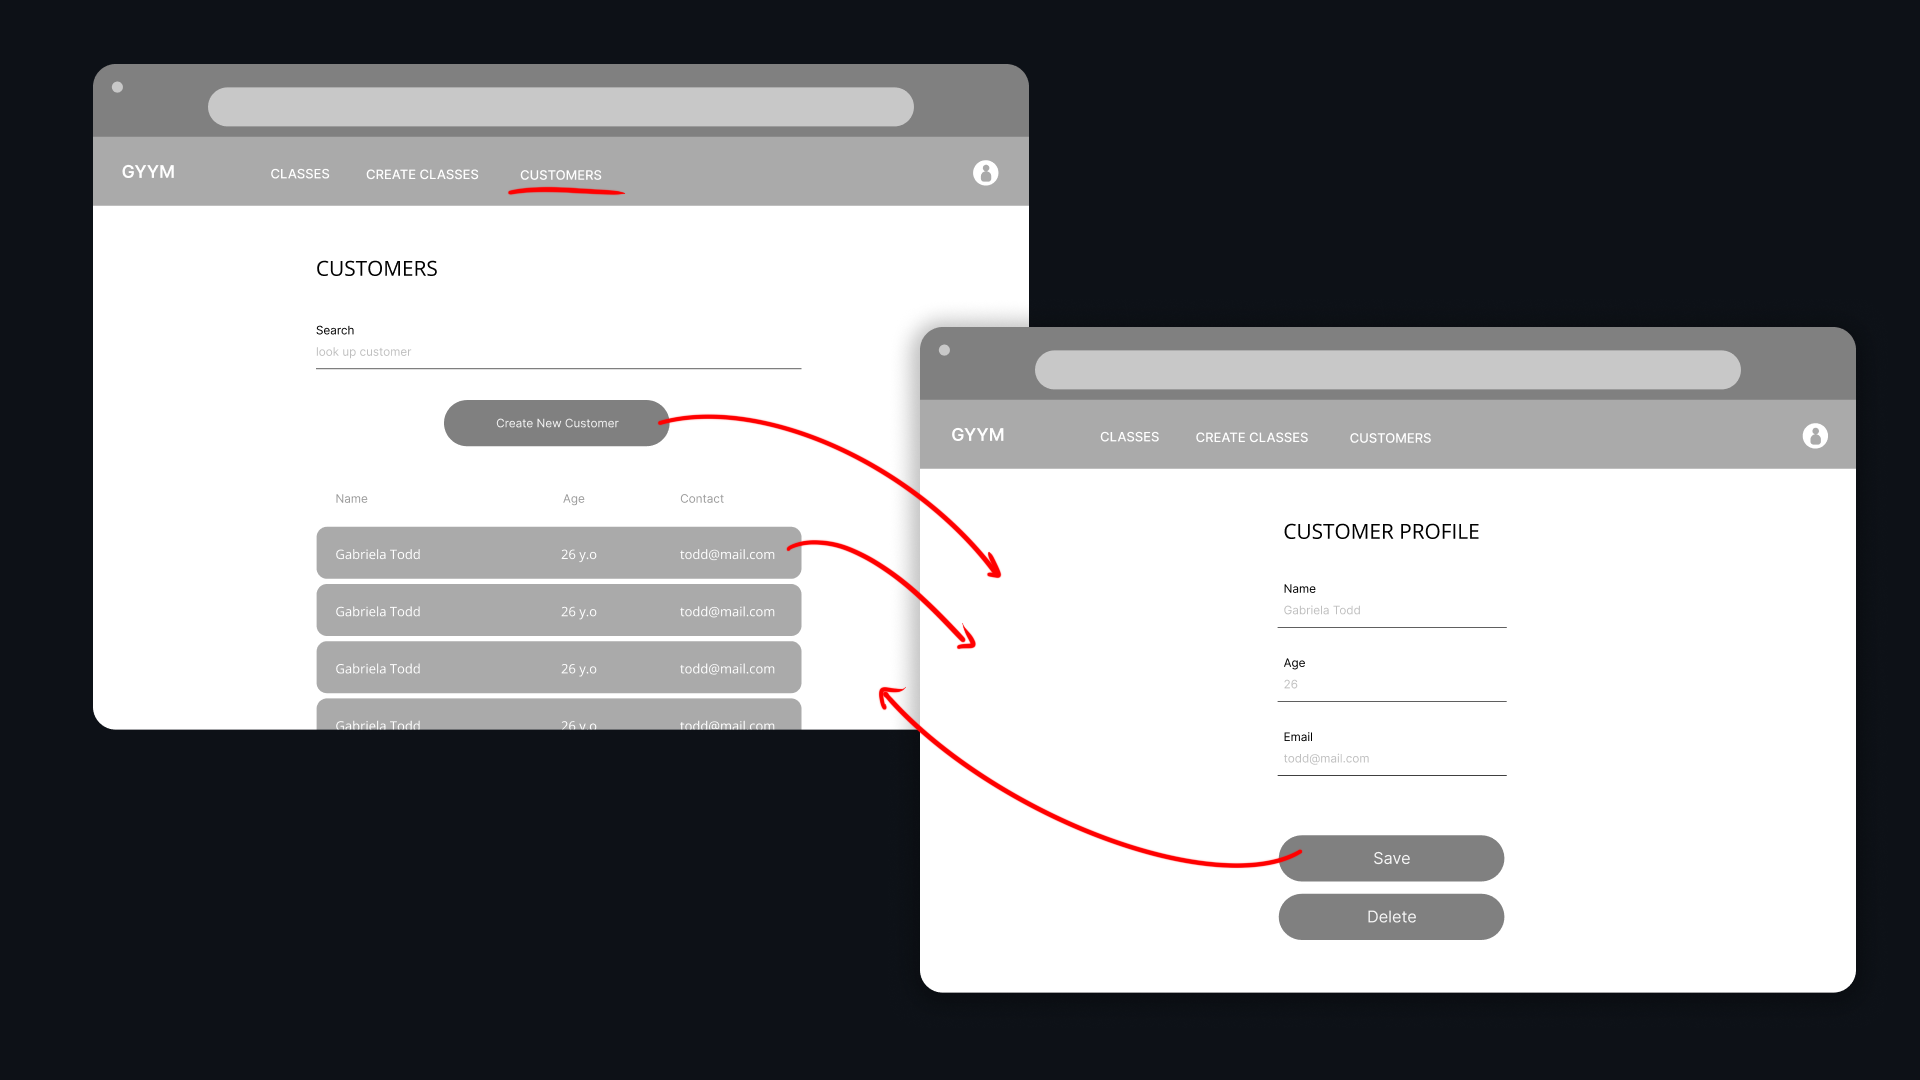 GYYM CLASSES CREATE CLASSES CUSTOMERS
CUSTOMERS
Search
look up customer
Create New Customer
Name Age Contact
Gabriela Todd 26 y.o todd@mail.com
Gabriela Todd 26 y.o todd@mail.com
Gabriela Todd 26 y.o todd@mail.com
Gabriela Todd 26 y.o todd@mail.com
GYYM CLASSES CREATE CLASSES CUSTOMERS
CUSTOMER PROFILE
Name
Gabriela Todd
Age
26
Email
todd@mail.com
Save
Delete